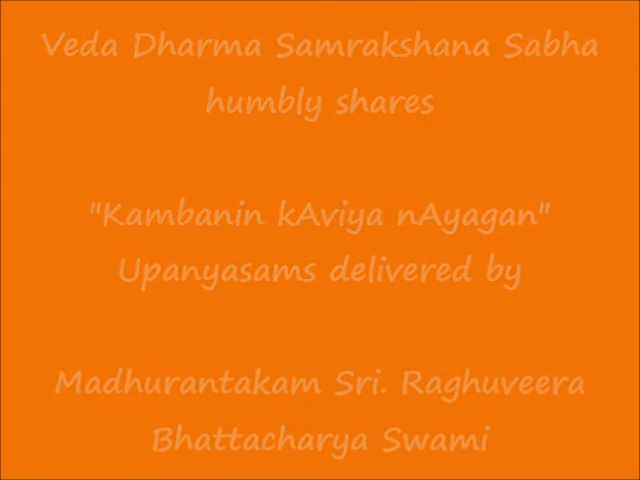 Veda Dharma Samrakshana Sabha
humbly shares
"Kambanin kAviya nAyagan"
Upanyasams delivered by
Madhurantakam Sri. Raghuveera
Bhattacharya Swami